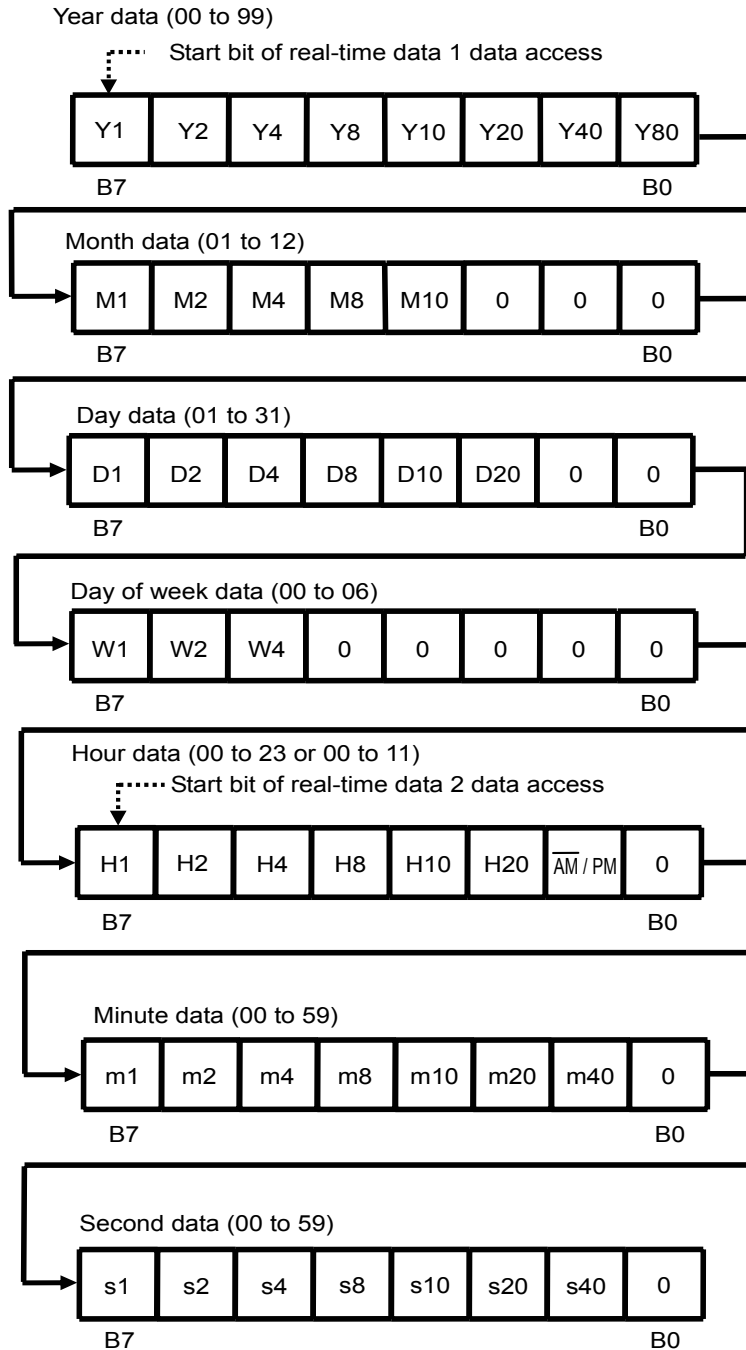 Year data (00 to 99)
Start bit of real-time data 1 data access
Y1 Y2 Y4 Y8 Y10 Y20 Y40 Y80
B7 B0
Month data (01 to 12)
M1 M2 M4 M8 M10 0 0 0
B7 B0
Day data (01 to 31)
D1 D2 D4 D8 D10 D20 0 0
B7 B0
Day of week data (00 to 06)
W1 W2 W4 0 0 0 0 0
B7 B0
Hour data (00 to 23 or 00 to 11)
Start bit of real-time data 2 data access
H1 H2 H4 H8 H10 H20 A̅M̅ / PM 0
B7 B0
Minute data (00 to 59)
m1 m2 m4 m8 m10 m20 m40 0
B7 B0
Second data (00 to 59)
s1 s2 s4 s8 s10 s20 s40 0
B7 B0